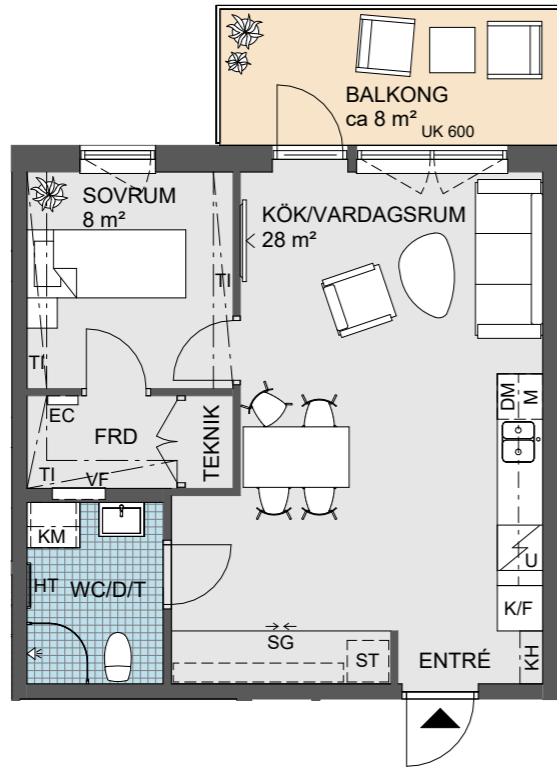 BALKONG
ca 8 m²
UK 600
SOVRUM
8 m²
KÖK/VARDAGSRUM
28 m²
TI
TI
EC
FRD
TEKNIK
DM
M
TI
VF
KM
U
HT
WC/D/T
K/F
SG
ST
ENTRÉ
KH